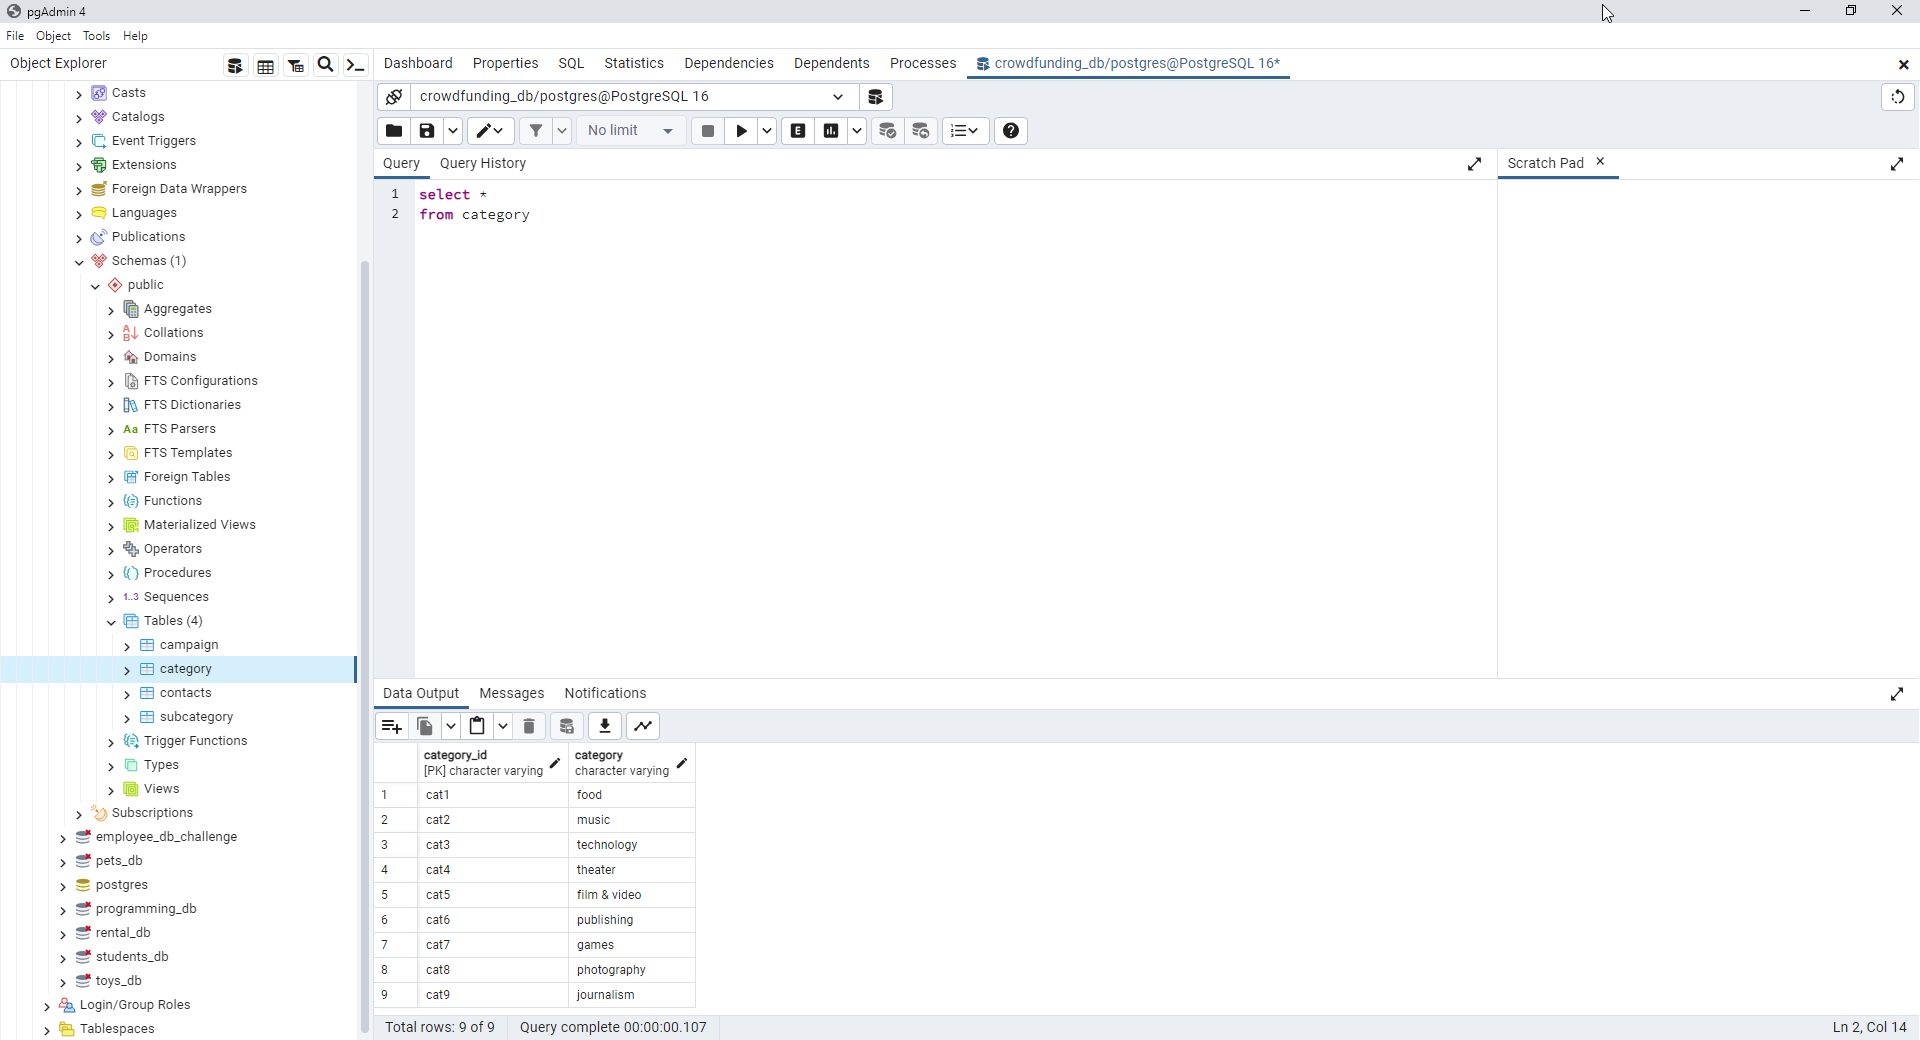 pgAdmin 4
File Object Tools Help
Object Explorer
Dashboard Properties SQL Statistics Dependencies Dependents Processes crowdfunding_db/postgres@PostgreSQL 16*
Casts
Catalogs
Event Triggers
Extensions
Foreign Data Wrappers
Languages
Publications
Schemas (1)
public
Aggregates
Collations
Domains
FTS Configurations
FTS Dictionaries
Aa FTS Parsers
FTS Templates
Foreign Tables
Functions
Materialized Views
Operators
Procedures
1..3 Sequences
Tables (4)
campaign
category
contacts
subcategory
Trigger Functions
Types
Views
Subscriptions
employee_db_challenge
pets_db
postgres
programming_db
rental_db
students_db
toys_db
Login/Group Roles
Tablespaces
crowdfunding_db/postgres@PostgreSQL 16
No limit E
Query Query History
Scratch Pad
1 select *
2 from category
Data Output Messages Notifications
category_id category
[PK] character varying character varying
1 cat1 food
2 cat2 music
3 cat3 technology
4 cat4 theater
5 cat5 film & video
6 cat6 publishing
7 cat7 games
8 cat8 photography
9 cat9 journalism
Total rows: 9 of 9 Query complete 00:00:00.107 Ln 2, Col 14